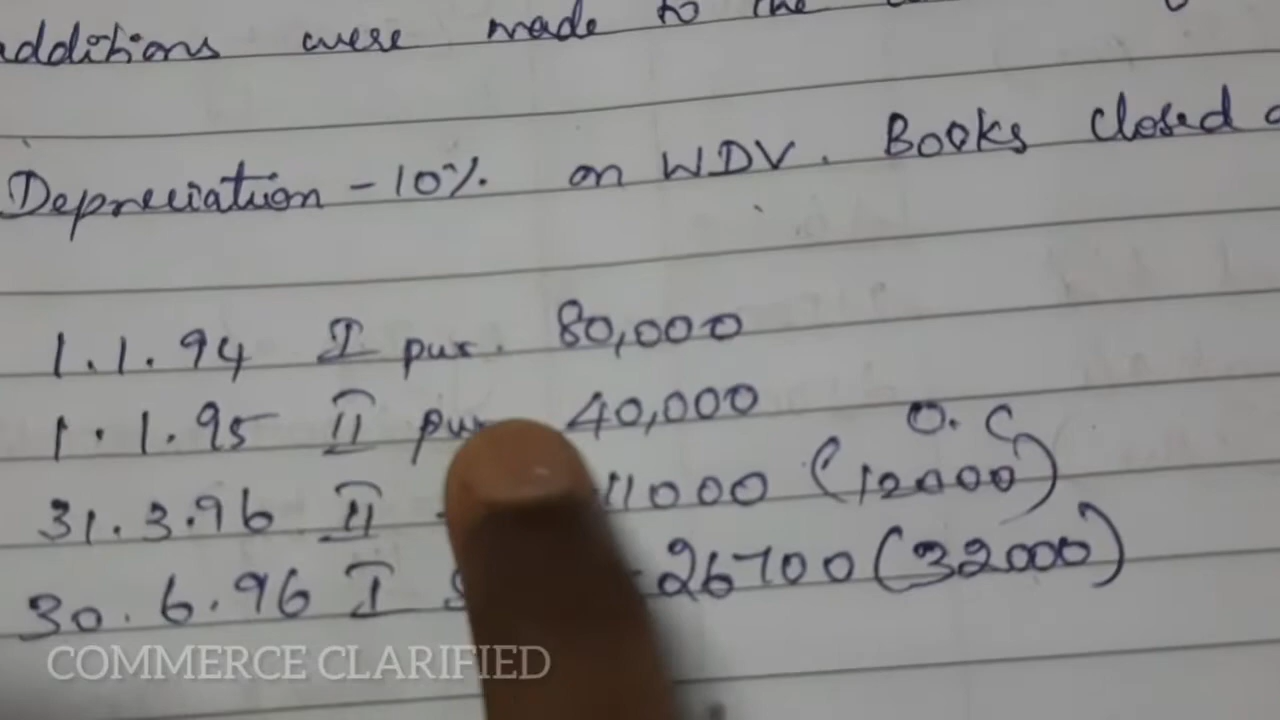 additions were made to the
Depreciation - 10% on WDV. Books closed
1.1.94 I pur. 80,000
1.1.95 II pur 40,000 O.C
31.3.96 II 11000 (12000)
30.6.96 I 26700 (32000)
COMMERCE CLARIFIED